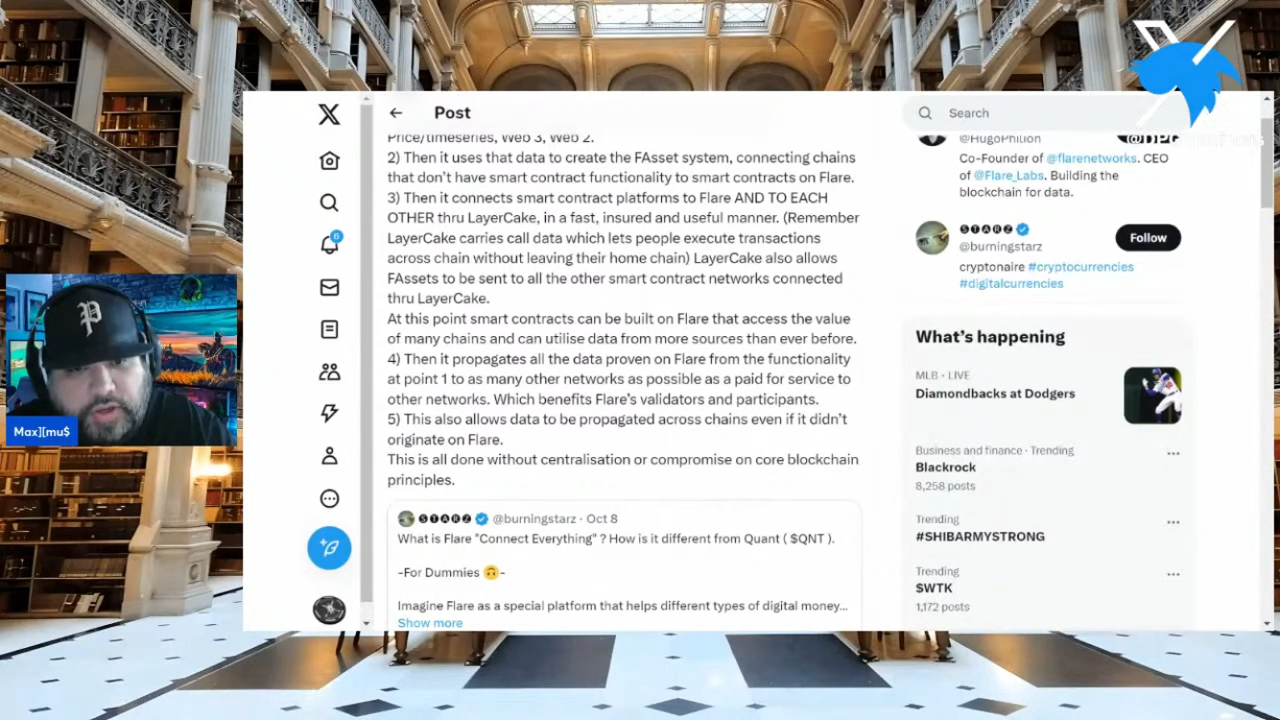 Post
Search
Price/timeseries, Web 3, Web 2.
2) Then it uses that data to create the FAsset system, connecting chains
that don't have smart contract functionality to smart contracts on Flare.
3) Then it connects smart contract platforms to Flare AND TO EACH
OTHER thru LayerCake, in a fast, insured and useful manner. (Remember
LayerCake carries call data which lets people execute transactions
across chain without leaving their home chain) LayerCake also allows
FAssets to be sent to all the other smart contract networks connected
thru LayerCake.
At this point smart contracts can be built on Flare that access the value
of many chains and can utilise data from more sources than ever before.
4) Then it propagates all the data proven on Flare from the functionality
at point 1 to as many other networks as possible as a paid for service to
other networks. Which benefits Flare's validators and participants.
5) This also allows data to be propagated across chains even if it didn't
originate on Flare.
This is all done without centralisation or compromise on core blockchain
principles.
🅢🅣🅐🅡🅩 @burningstarz · Oct 8
What is Flare "Connect Everything" ? How is it different from Quant ( $QNT ).
-For Dummies 🙃-
Imagine Flare as a special platform that helps different types of digital money...
Show more
@HugoPhilion
Co-Founder of @flarenetworks. CEO
of @Flare_Labs. Building the
blockchain for data.
🅢🅣🅐🅡🅩
@burningstarz
Follow
cryptonaire #cryptocurrencies
#digitalcurrencies
What's happening
MLB · LIVE
Diamondbacks at Dodgers
Business and finance · Trending
Blackrock
8,258 posts
Trending
#SHIBARMYSTRONG
Trending
$WTK
1,172 posts
6
P
Max][mu$